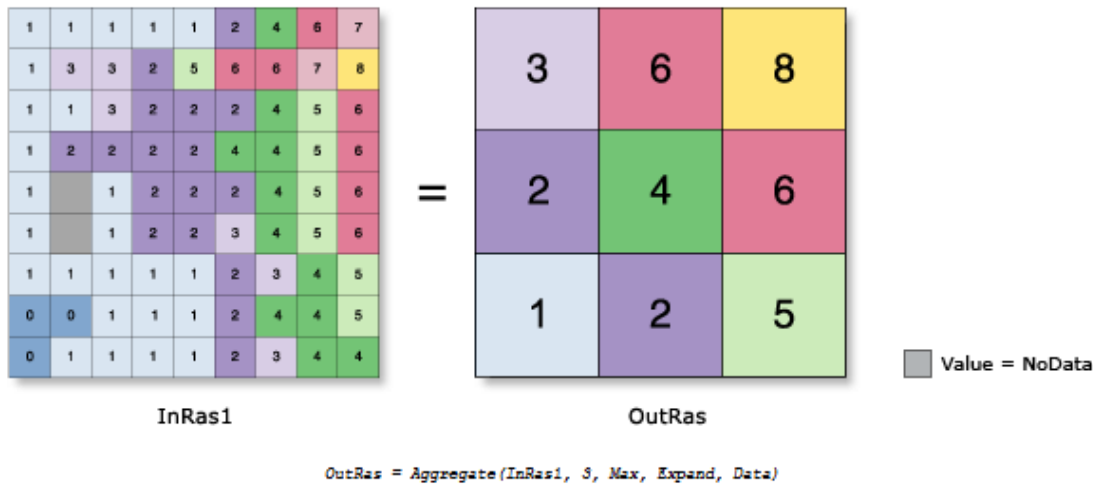 1 1 1 1 1 2 4 6 7
1 3 3 2 5 6 6 7 8
1 1 3 2 2 2 4 5 6
1 2 2 2 2 4 4 5 6
1 1 2 2 2 4 5 6
1 1 2 2 3 4 5 6
1 1 1 1 1 2 3 4 5
0 0 1 1 1 2 4 4 5
0 1 1 1 1 2 3 4 4
=
3 6 8
2 4 6
1 2 5
Value = NoData
InRas1
OutRas
OutRas = Aggregate(InRas1, 3, Max, Expand, Data)